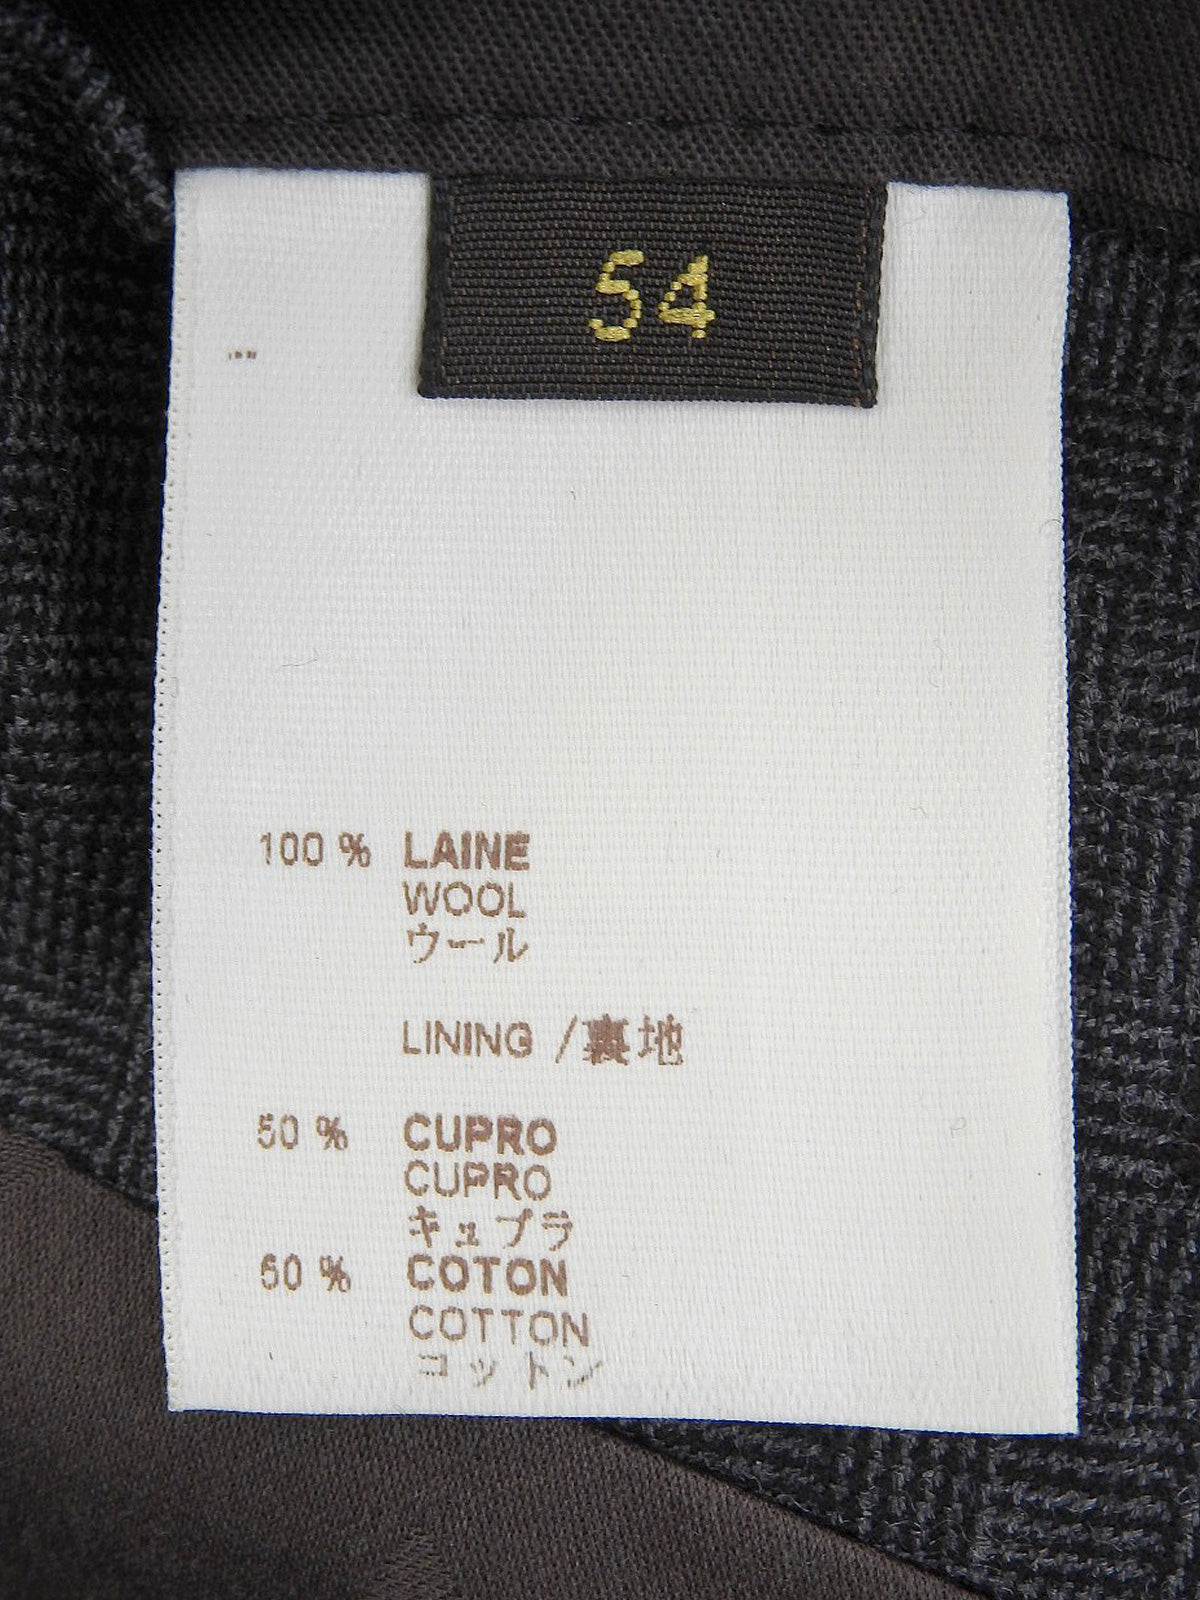 54
100 % LAINE
WOOL
ウール
LINING / 裏地
50 % CUPRO
CUPRO
キュプラ
50 % COTON
COTTON
コットン